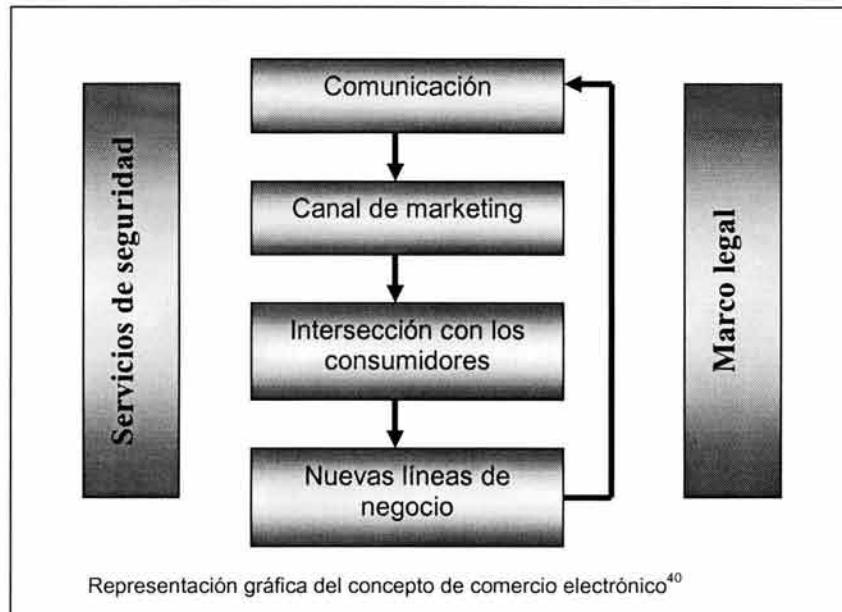 Servicios de seguridad
Comunicación
Canal de marketing
Intersección con los
consumidores
Nuevas líneas de
negocio
Marco legal
Representación gráfica del concepto de comercio electrónico⁴⁰